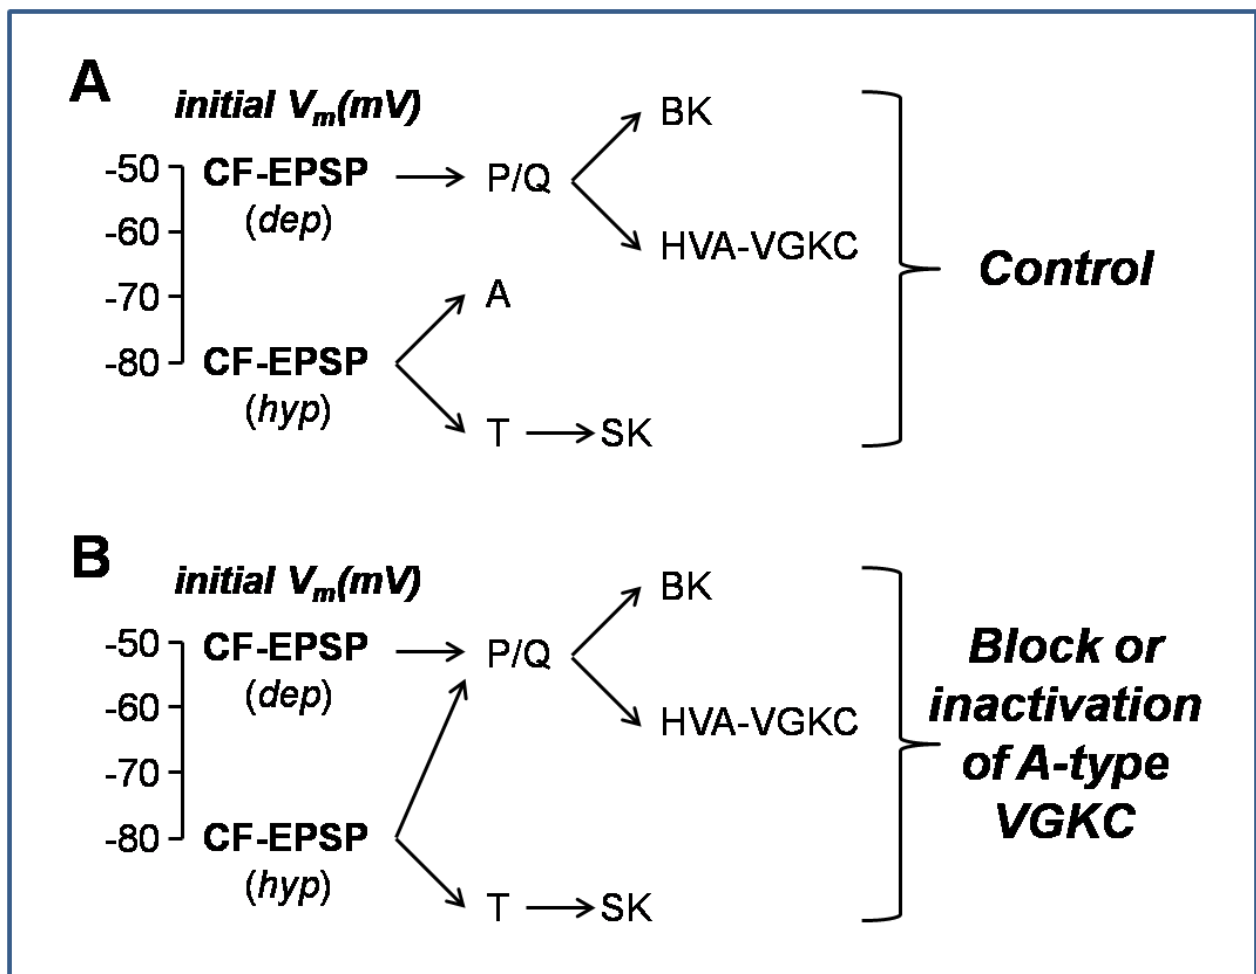 A
initial Vm(mV)
BK
-50 CF-EPSP P/Q
(dep)
-60 HVA-VGKC
Control
-70 A
-80 CF-EPSP
(hyp)
T SK
B
initial Vm(mV)
BK
-50 CF-EPSP P/Q
(dep)
-60 HVA-VGKC
-70
-80 CF-EPSP
(hyp)
T SK
Block or
inactivation
of A-type
VGKC